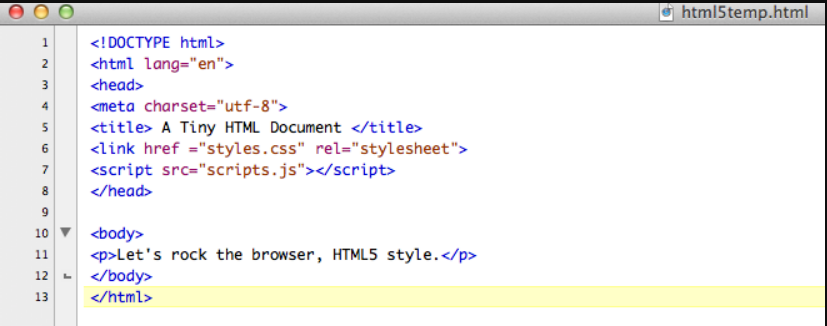 html5temp.html
1 <!DOCTYPE html>
2 <html lang="en">
3 <head>
4 <meta charset="utf-8">
5 <title> A Tiny HTML Document </title>
6 <link href ="styles.css" rel="stylesheet">
7 <script src="scripts.js"></script>
8 </head>
9
10 <body>
11 <p>Let's rock the browser, HTML5 style.</p>
12 </body>
13 </html>